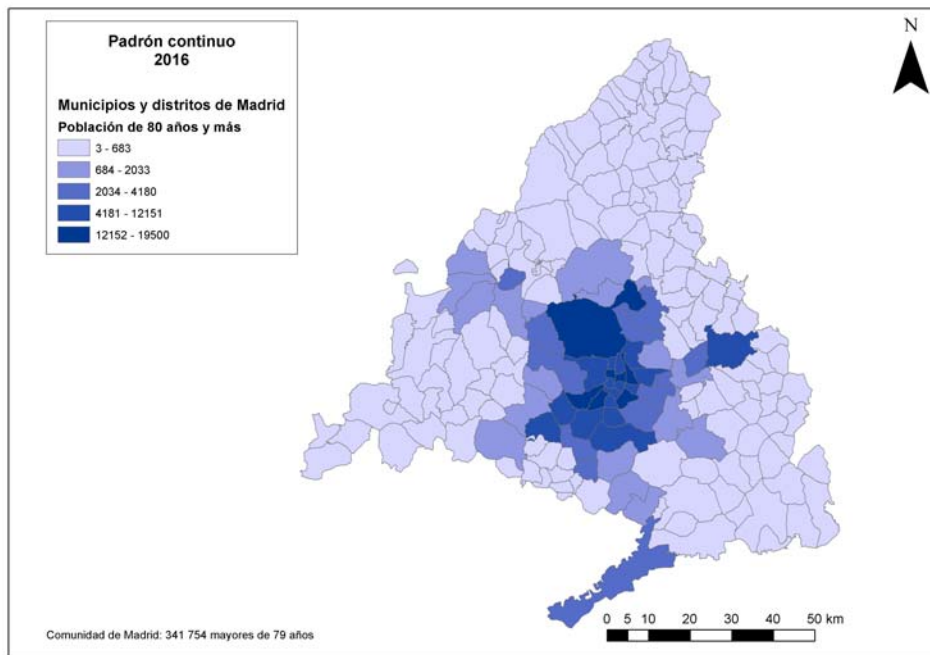 Padrón continuo
2016
Municipios y distritos de Madrid
Población de 80 años y más
3 - 683
684 - 2033
2034 - 4180
4181 - 12151
12152 - 19500
N
Comunidad de Madrid: 341 754 mayores de 79 años
0 5 10 20 30 40 50 km